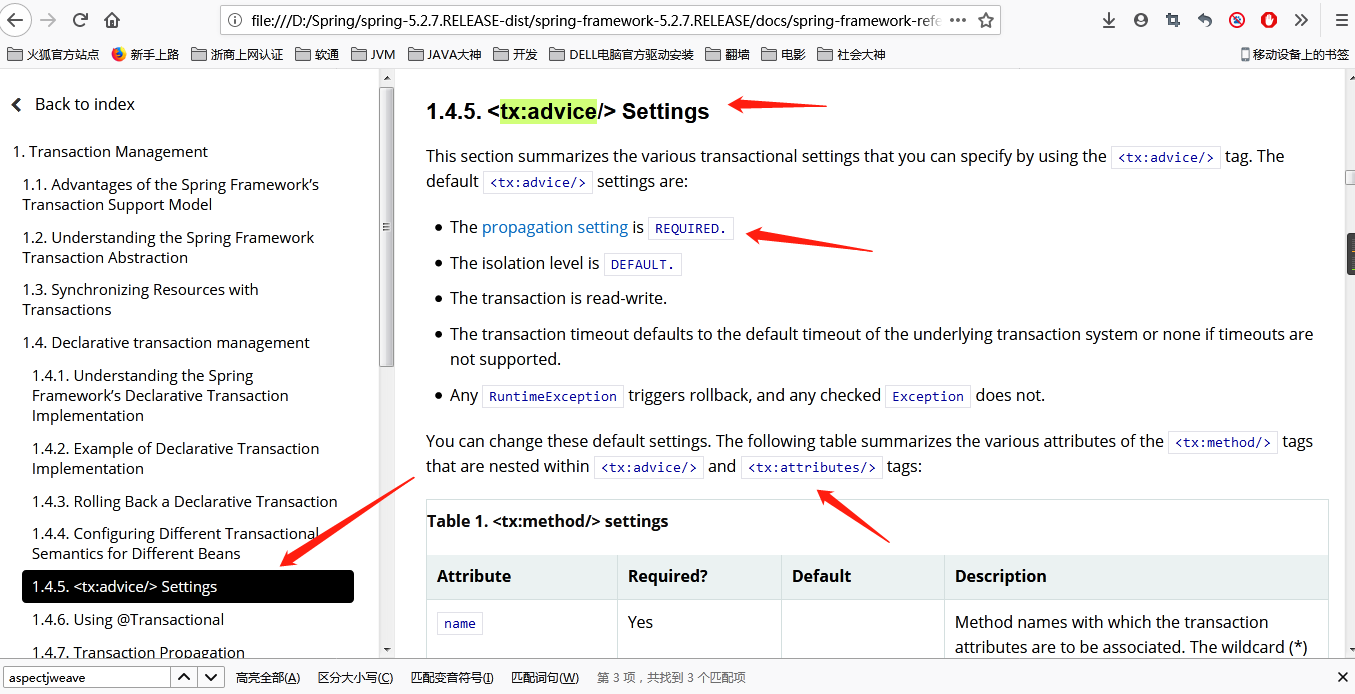 file:///D:/Spring/spring-5.2.7.RELEASE-dist/spring-framework-5.2.7.RELEASE/docs/spring-framework-refe
火狐官方站点 新手上路 浙商上网认证 软通 JVM JAVA大神 开发 DELL电脑官方驱动安装 翻墙 电影 社会大神 移动设备上的书签
Back to index
1. Transaction Management
1.1. Advantages of the Spring Framework’s
Transaction Support Model
1.2. Understanding the Spring Framework
Transaction Abstraction
1.3. Synchronizing Resources with
Transactions
1.4. Declarative transaction management
1.4.1. Understanding the Spring
Framework’s Declarative Transaction
Implementation
1.4.2. Example of Declarative Transaction
Implementation
1.4.3. Rolling Back a Declarative Transaction
1.4.4. Configuring Different Transactional
Semantics for Different Beans
1.4.5. <tx:advice/> Settings
1.4.6. Using @Transactional
1.4.7. Transaction Propagation
1.4.5. <tx:advice/> Settings
This section summarizes the various transactional settings that you can specify by using the <tx:advice/> tag. The
default <tx:advice/> settings are:
• The propagation setting is REQUIRED.
• The isolation level is DEFAULT.
• The transaction is read-write.
• The transaction timeout defaults to the default timeout of the underlying transaction system or none if timeouts are
not supported.
• Any RuntimeException triggers rollback, and any checked Exception does not.
You can change these default settings. The following table summarizes the various attributes of the <tx:method/> tags
that are nested within <tx:advice/> and <tx:attributes/> tags:
Table 1. <tx:method/> settings
Attribute Required? Default Description
name Yes Method names with which the transaction
attributes are to be associated. The wildcard (*)
aspectjweave 高亮全部(A) 区分大小写(C) 匹配变音符号(I) 匹配词句(W) 第 3 项，共找到 3 个匹配项